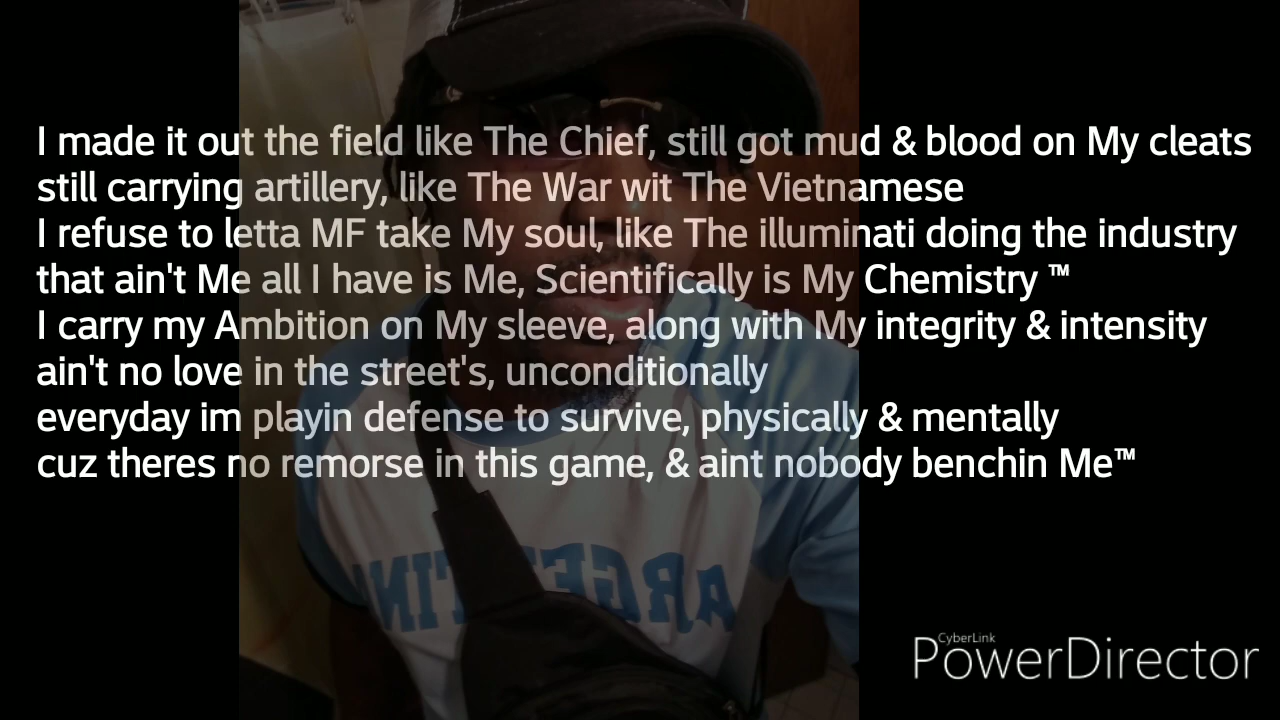 I made it out the field like The Chief, still got mud & blood on My cleats
still carrying artillery, like The War wit The Vietnamese
I refuse to letta MF take My soul, like The illuminati doing the industry
that ain't Me all I have is Me, Scientifically is My Chemistry ™
I carry my Ambition on My sleeve, along with My integrity & intensity
ain't no love in the street's, unconditionally
everyday im playin defense to survive, physically & mentally
cuz theres no remorse in this game, & aint nobody benchin Me™
ARGENTIN
CyberLink
PowerDirector